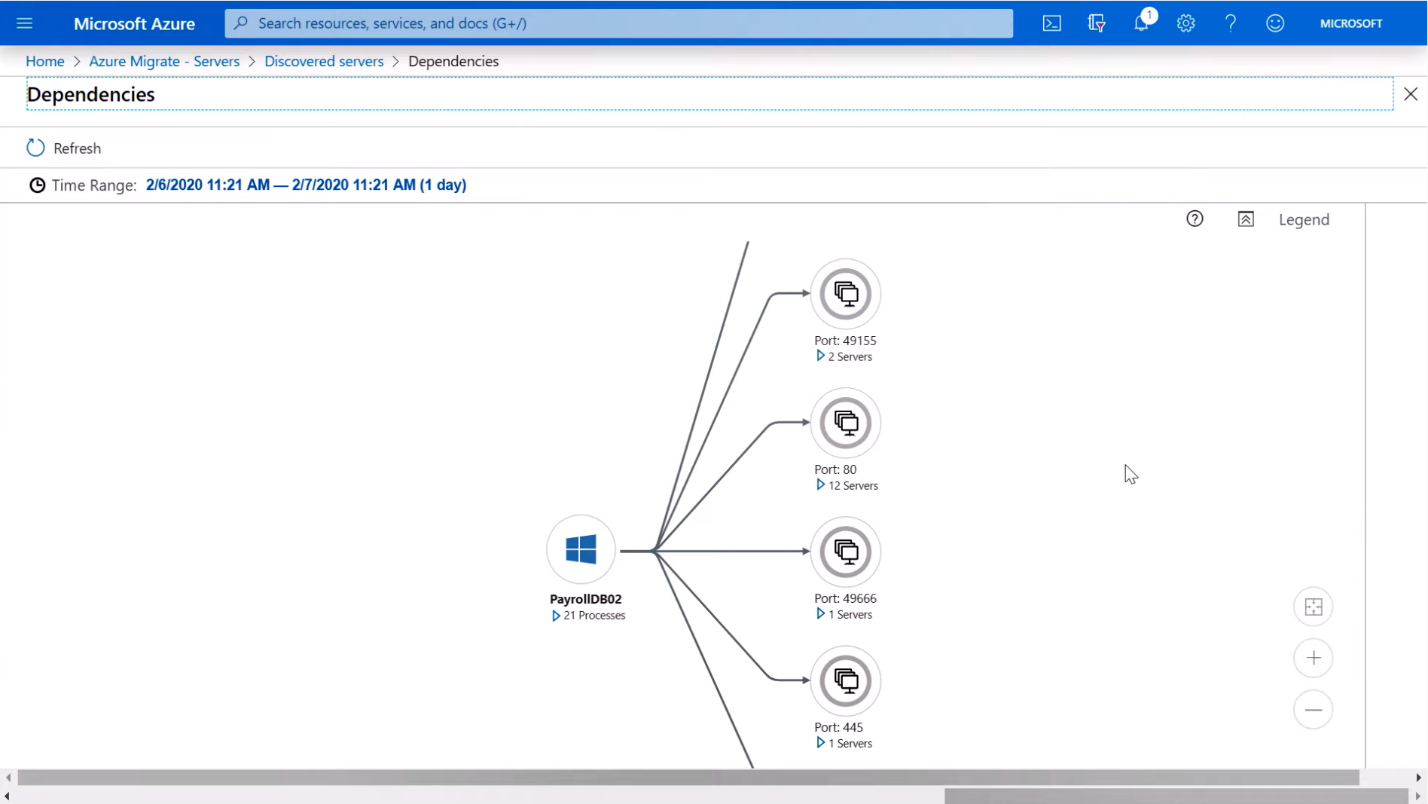 Microsoft Azure
Search resources, services, and docs (G+/)
1
MICROSOFT
Home > Azure Migrate - Servers > Discovered servers > Dependencies
Dependencies
Refresh
Time Range: 2/6/2020 11:21 AM — 2/7/2020 11:21 AM (1 day)
Legend
Port: 49155
2 Servers
Port: 80
12 Servers
PayrollDB02
21 Processes
Port: 49666
1 Servers
Port: 445
1 Servers